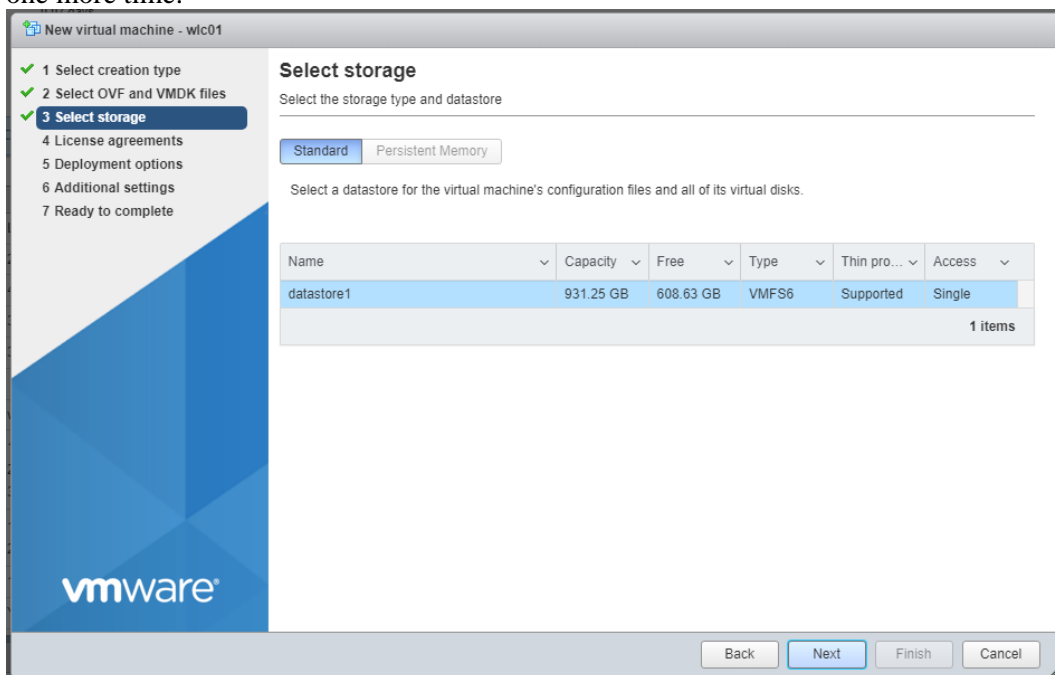 one more time.
New virtual machine - wlc01
1 Select creation type
2 Select OVF and VMDK files
3 Select storage
4 License agreements
5 Deployment options
6 Additional settings
7 Ready to complete
Select storage
Select the storage type and datastore
Standard Persistent Memory
Select a datastore for the virtual machine's configuration files and all of its virtual disks.
Name Capacity Free Type Thin pro... Access
datastore1 931.25 GB 608.63 GB VMFS6 Supported Single
1 items
vmware®
Back Next Finish Cancel